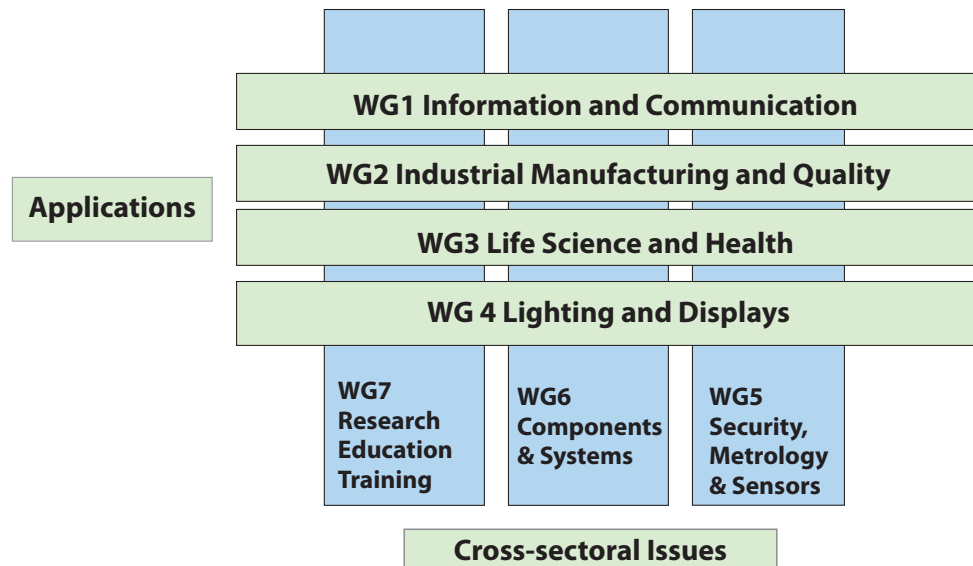 WG1 Information and Communication
WG2 Industrial Manufacturing and Quality
Applications
WG3 Life Science and Health
WG 4 Lighting and Displays
WG7
Research
Education
Training
WG6
Components
& Systems
WG5
Security,
Metrology
& Sensors
Cross-sectoral Issues